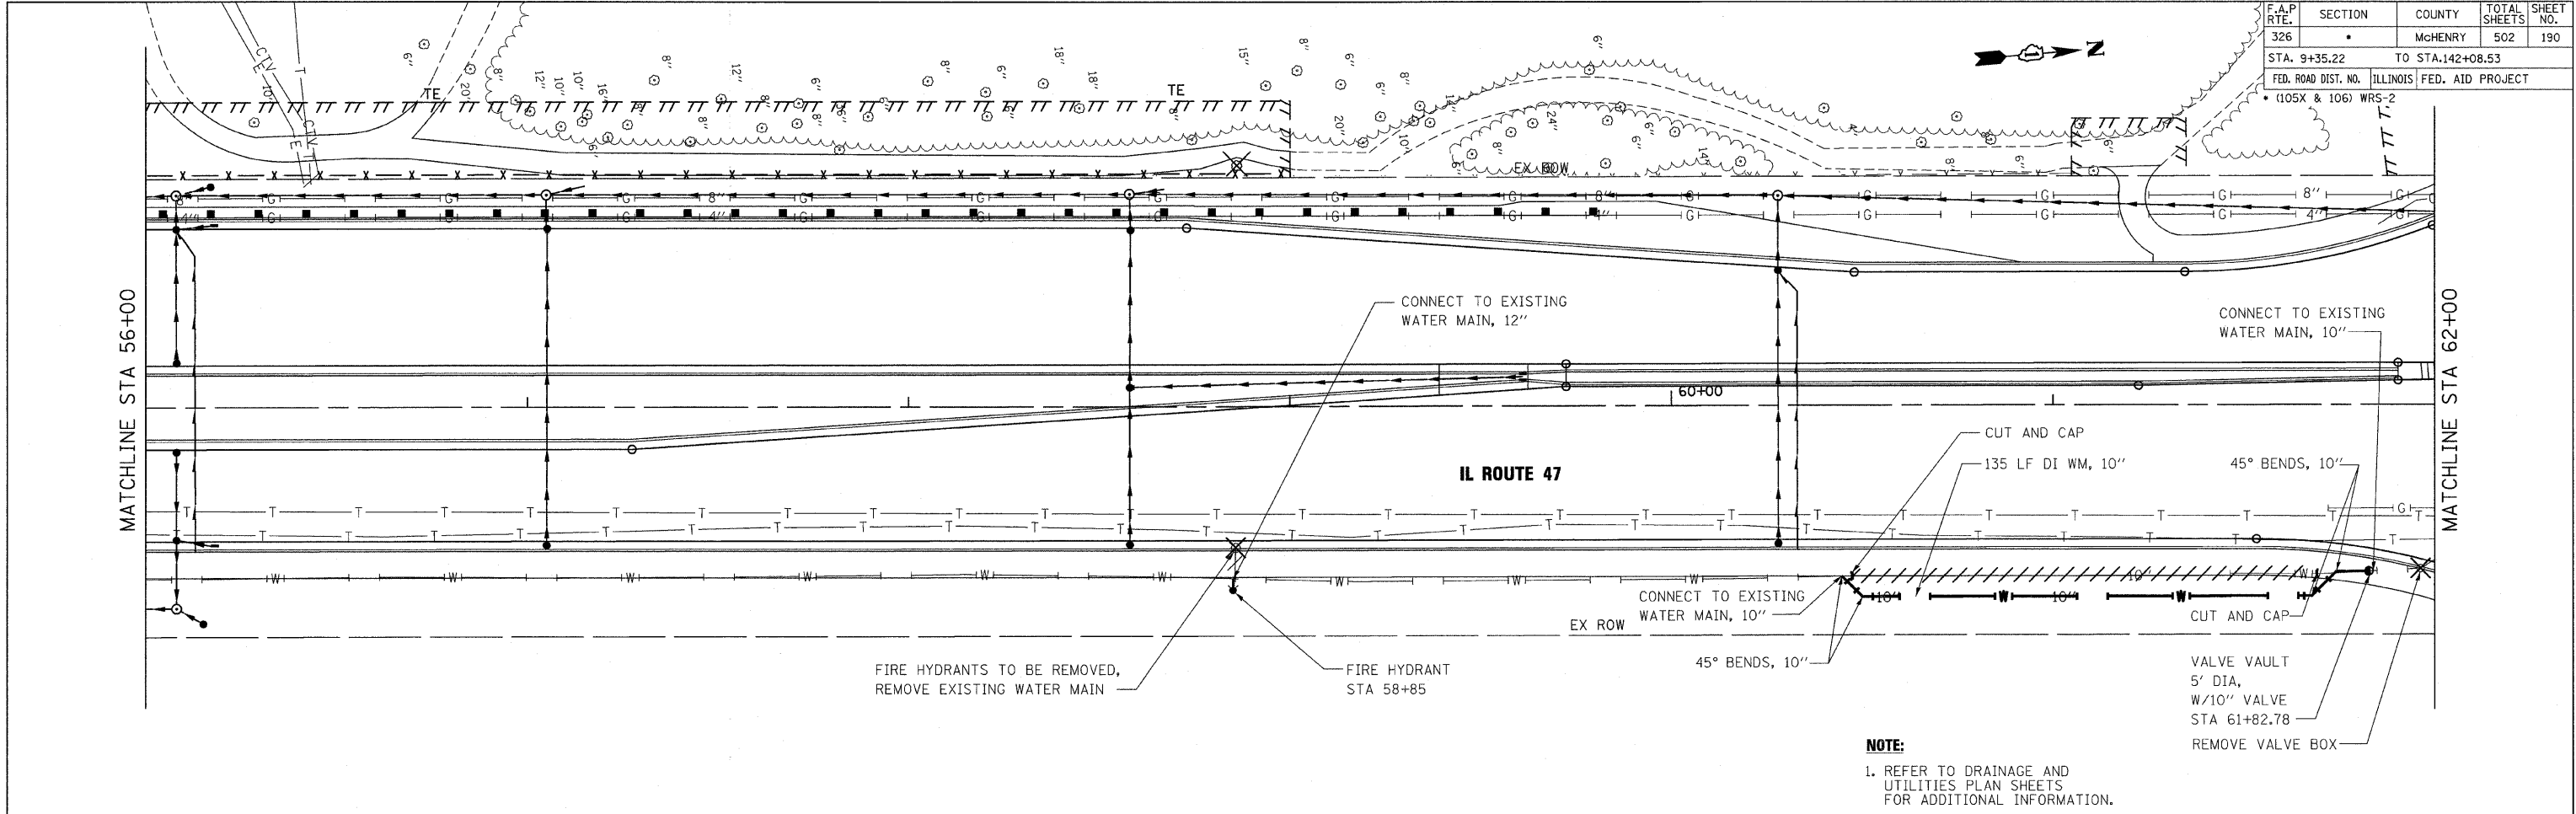 F.A.P RTE. SECTION COUNTY TOTAL SHEETS SHEET NO.
326 * McHENRY 502 190
STA. 9+35.22 TO STA.142+08.53
FED. ROAD DIST. NO. ILLINOIS FED. AID PROJECT
* (105X & 106) WRS-2
N
TE
TE
EX ROW
MATCHLINE STA 56+00
MATCHLINE STA 62+00
CONNECT TO EXISTING
WATER MAIN, 12"
CONNECT TO EXISTING
WATER MAIN, 10"
60+00
IL ROUTE 47
CUT AND CAP
135 LF DI WM, 10"
45° BENDS, 10"
CONNECT TO EXISTING
WATER MAIN, 10"
EX ROW
CUT AND CAP
45° BENDS, 10"
FIRE HYDRANTS TO BE REMOVED,
REMOVE EXISTING WATER MAIN
FIRE HYDRANT
STA 58+85
VALVE VAULT
5' DIA,
W/10" VALVE
STA 61+82.78
REMOVE VALVE BOX
NOTE:
1. REFER TO DRAINAGE AND
UTILITIES PLAN SHEETS
FOR ADDITIONAL INFORMATION.